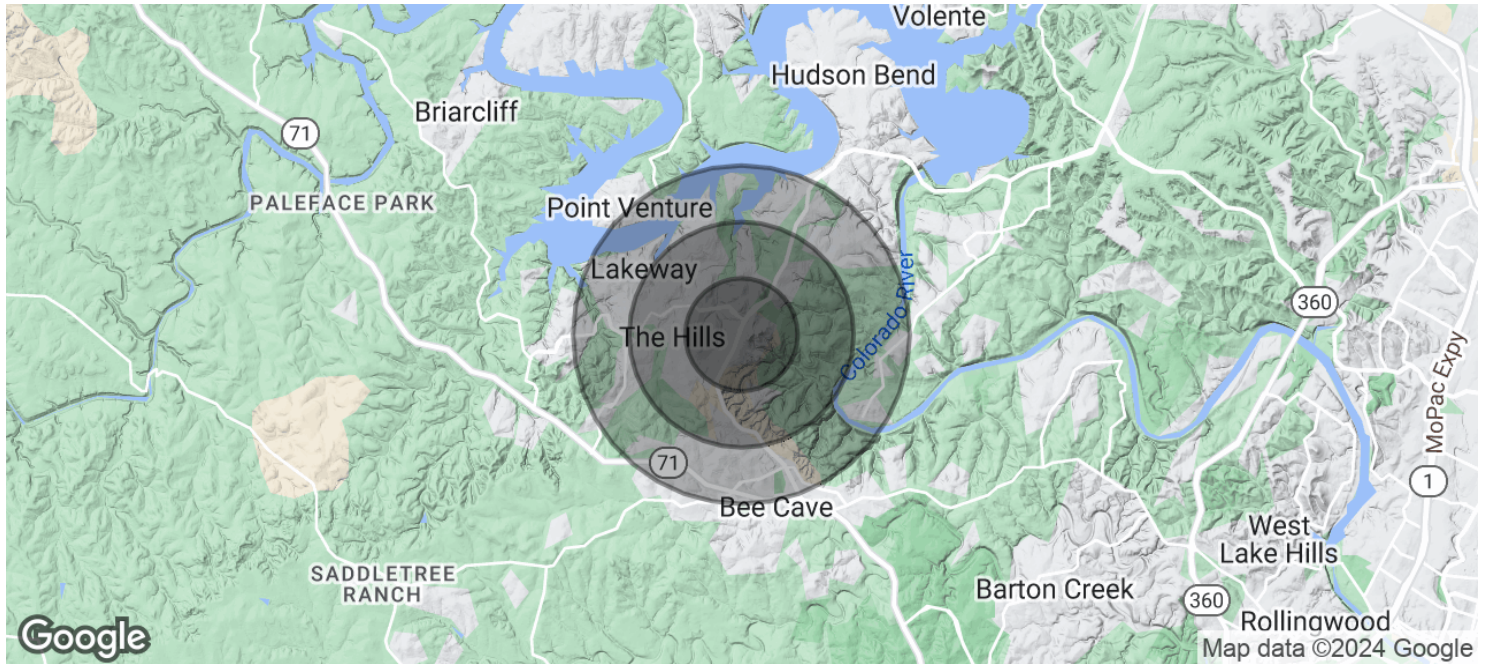 Volente
Hudson Bend
Briarcliff
71
PALEFACE PARK
Point Venture
Lakeway
Colorado River
360
The Hills
MoPac Expy
71
1
Bee Cave
West
Lake Hills
SADDLETREE
RANCH
Barton Creek
360
Rollingwood
Google
Map data ©2024 Google